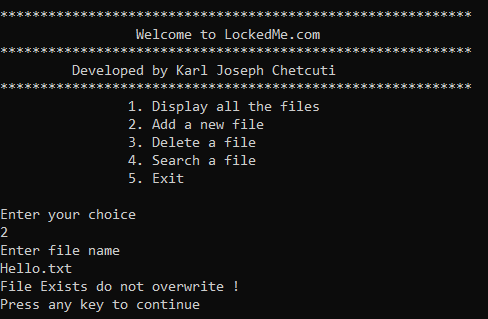 ***********************************************************
Welcome to LockedMe.com
***********************************************************
Developed by Karl Joseph Chetcuti
***********************************************************
1. Display all the files
2. Add a new file
3. Delete a file
4. Search a file
5. Exit
Enter your choice
2
Enter file name
Hello.txt
File Exists do not overwrite !
Press any key to continue